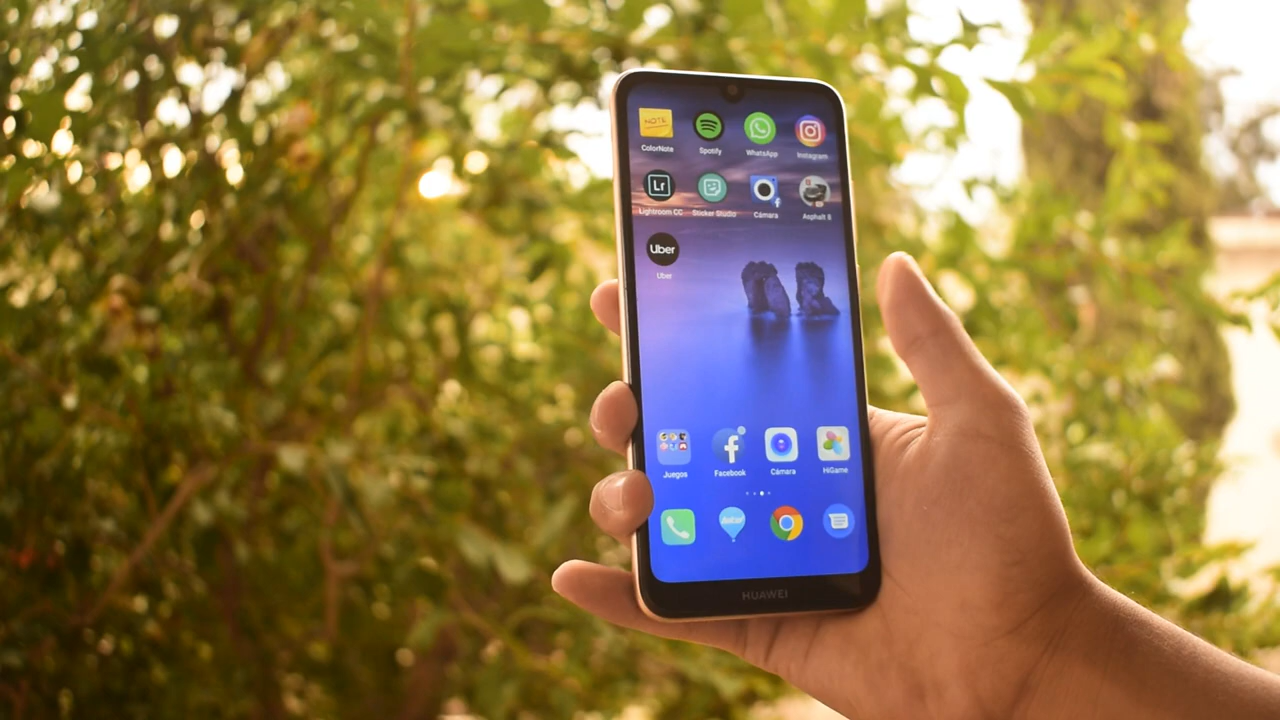 NOTE
ColorNote Spotify WhatsApp Instagram
Lr
Lightroom CC Sticker Studio Cámara Asphalt 8
Uber
Uber
Juegos Facebook Cámara HiGame
telcel
HUAWEI